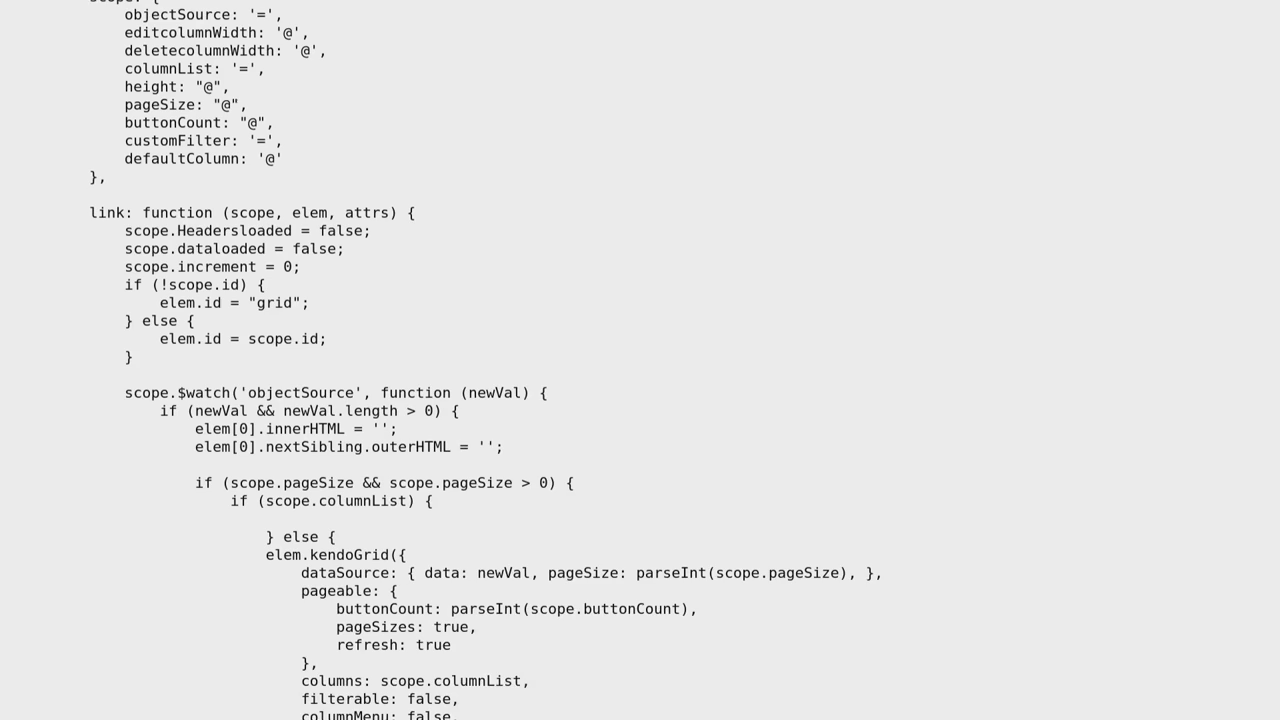 scope: {
objectSource: '=',
editcolumnWidth: '@',
deletecolumnWidth: '@',
columnList: '=',
height: "@",
pageSize: "@",
buttonCount: "@",
customFilter: '=',
defaultColumn: '@'
},
link: function (scope, elem, attrs) {
scope.Headersloaded = false;
scope.dataloaded = false;
scope.increment = 0;
if (!scope.id) {
elem.id = "grid";
} else {
elem.id = scope.id;
}
scope.$watch('objectSource', function (newVal) {
if (newVal && newVal.length > 0) {
elem[0].innerHTML = '';
elem[0].nextSibling.outerHTML = '';
if (scope.pageSize && scope.pageSize > 0) {
if (scope.columnList) {
} else {
elem.kendoGrid({
dataSource: { data: newVal, pageSize: parseInt(scope.pageSize), },
pageable: {
buttonCount: parseInt(scope.buttonCount),
pageSizes: true,
refresh: true
},
columns: scope.columnList,
filterable: false,
columnMenu: false,